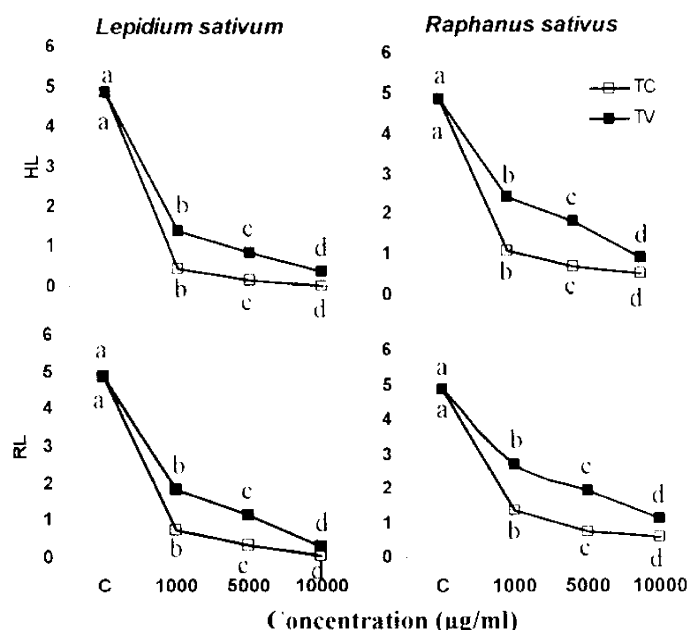 Lepidium sativum Raphanus sativus
6 6
a a TC
5 5 TV
a a
4 4
HL 3 3
b
2 2 c
b
1 c d 1 d
b
0 b c d 0 c d
6 6
a a
5 5
a a
4 4
RL 3 3 b
b c
2 2
c d
1 d 1
b b c d
0 c d 0
C 1000 5000 10000 C 1000 5000 10000
Concentration (µg/ml)